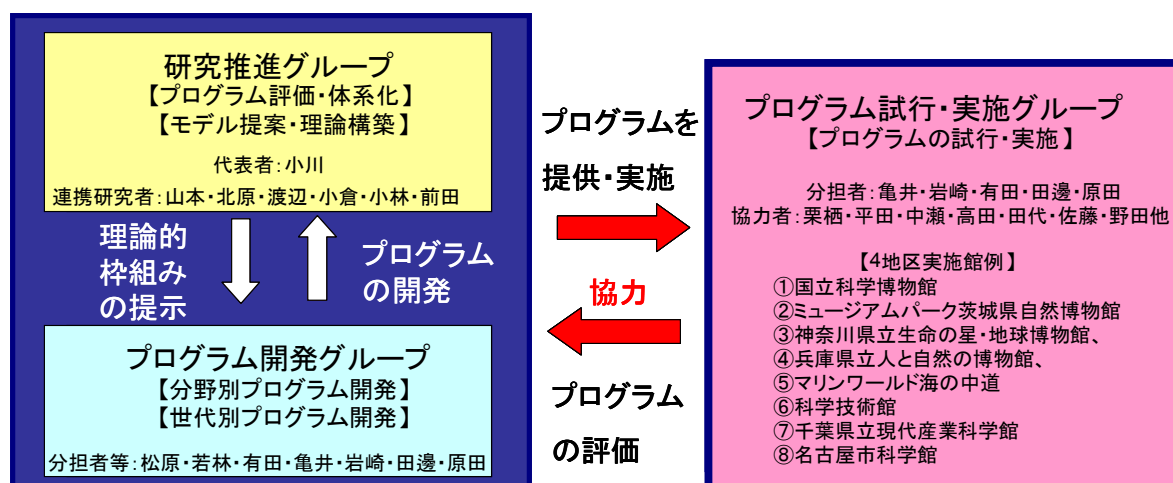 研究推進グループ
【プログラム評価・体系化】
【モデル提案・理論構築】
代表者：小川
連携研究者：山本・北原・渡辺・小倉・小林・前田
理論的
枠組み
の提示
プログラム
の開発
プログラム開発グループ
【分野別プログラム開発】
【世代別プログラム開発】
分担者等：松原・若林・有田・亀井・岩崎・田邊・原田
プログラムを
提供・実施
協力
プログラム
の評価
プログラム試行・実施グループ
【プログラムの試行・実施】
分担者：亀井・岩崎・有田・田邊・原田
協力者：栗栖・平田・中瀬・高田・田代・佐藤・野田他
【4地区実施館例】
①国立科学博物館
②ミュージアムパーク茨城県自然博物館
③神奈川県立生命の星・地球博物館、
④兵庫県立人と自然の博物館、
⑤マリンワールド海の中道
⑥科学技術館
⑦千葉県立現代産業科学館
⑧名古屋市科学館